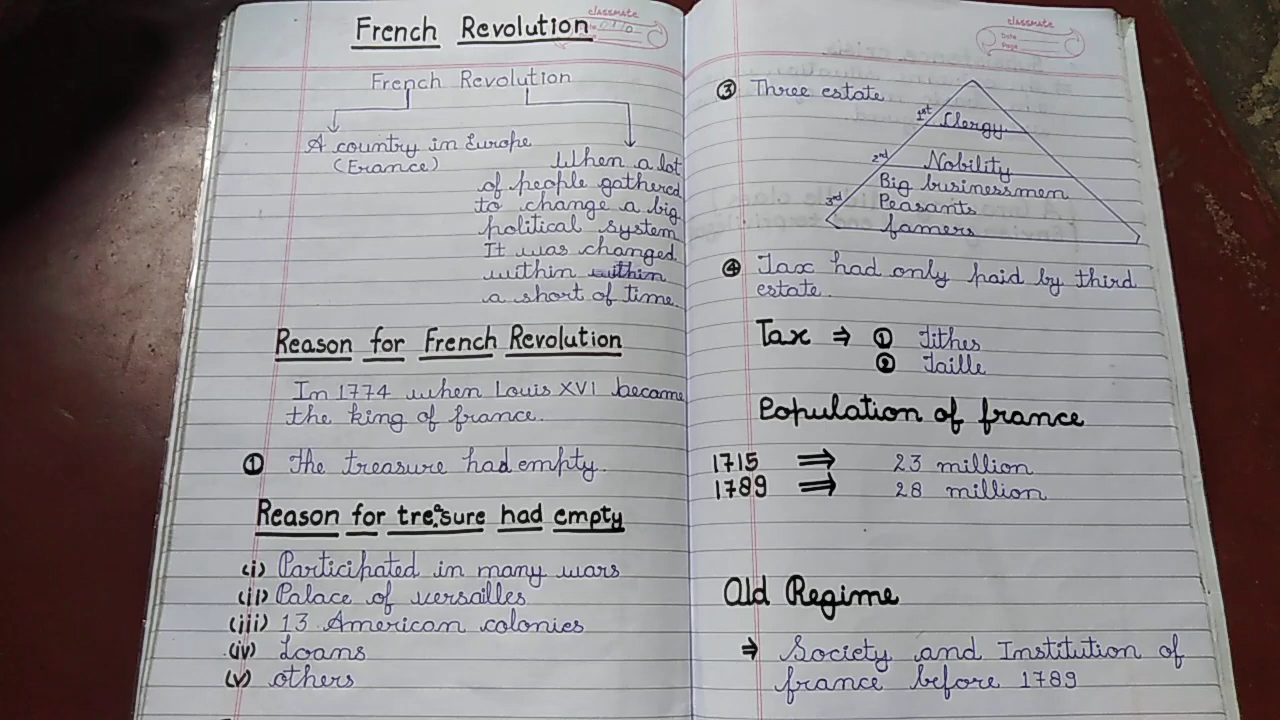 classmate
French Revolution
French Revolution
A country in Europe
(France)
When a lot
of people gathered
to change a big
political system
It was changed
within within
a short of time.
Reason for French Revolution
In 1774 when Louis XVI became
the king of france.
① the treasure had empty.
Reason for treasure had empty
(i) Participated in many wars
(ii) Palace of versailles
(iii) 13 American colonies
(iv) Loans
(v) others
classmate
Date
Page
③ Three estate
1st Clergy
2nd Nobility
Big businessmen
3rd Peasants
famers
④ Tax had only paid by third
estate.
Tax ⇒ ① Tithes
② Taille
Population of france
1715 ⇒ 23 million
1789 ⇒ 28 million
Old Regime
⇒ Society and Institution of
france before 1789